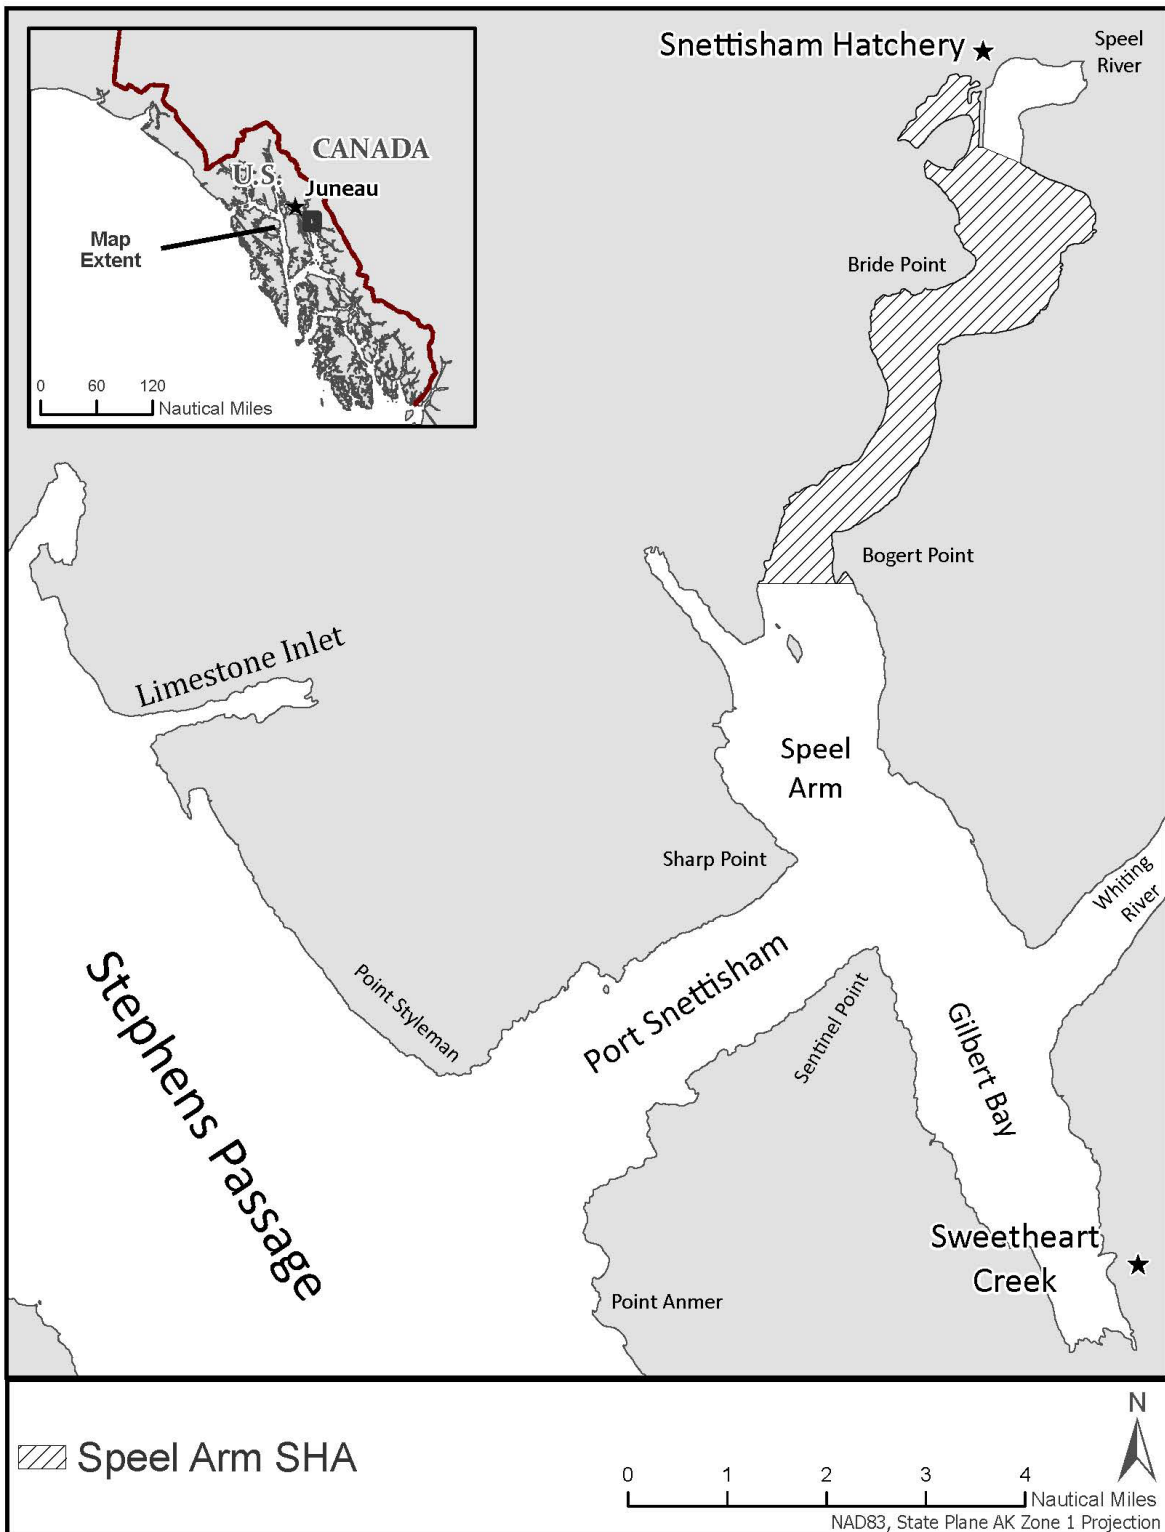 Snettisham Hatchery
Speel
River
CANADA
U.S.
Juneau
Map
Extent
0 60 120
Nautical Miles
Bride Point
Bogert Point
Limestone Inlet
Speel
Arm
Sharp Point
Whiting
River
Stephens Passage
Point Styleman
Port Snettisham
Sentinel Point
Gilbert Bay
Sweetheart
Creek
Point Anmer
Speel Arm SHA
N
0 1 2 3 4
Nautical Miles
NAD83, State Plane AK Zone 1 Projection